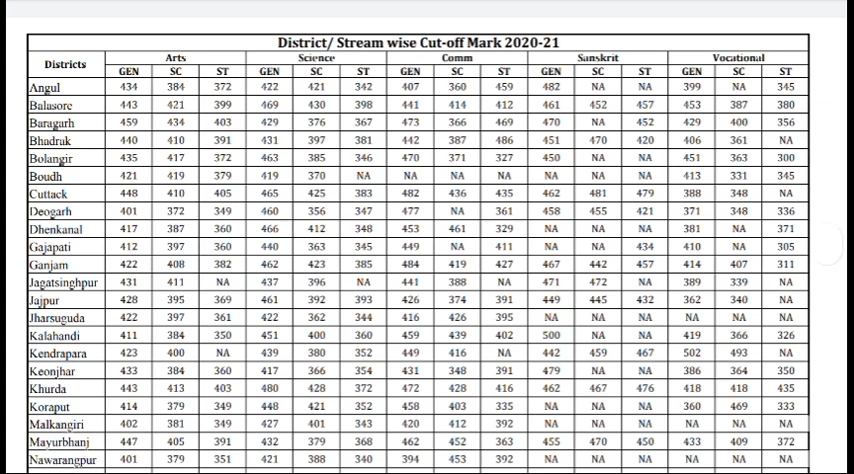 District/ Stream wise Cut-off Mark 2020-21
Districts Arts Science Comm Sanskrit Vocational
GEN SC ST GEN SC ST GEN SC ST GEN SC ST GEN SC ST
Angul 434 384 372 422 421 342 407 360 459 482 NA NA 399 NA 345
Balasore 443 421 399 469 430 398 441 414 412 461 452 457 453 387 380
Baragarh 459 434 403 429 376 367 473 366 469 470 NA 452 429 400 356
Bhadrak 440 410 391 431 397 381 442 387 486 451 470 420 406 361 NA
Bolangir 435 417 372 463 385 346 470 371 327 450 NA NA 451 363 300
Boudh 421 419 379 419 370 NA NA NA NA NA NA NA 413 331 345
Cuttack 448 410 405 465 425 383 482 436 435 462 481 479 388 348 NA
Deogarh 401 372 349 460 356 347 477 NA 361 458 455 421 371 348 336
Dhenkanal 417 387 360 466 412 348 453 461 329 NA NA NA 381 NA 371
Gajapati 412 397 360 440 363 345 449 NA 411 NA NA 434 410 NA 305
Ganjam 422 408 382 462 423 385 484 419 427 467 442 457 414 407 311
Jagatsinghpur 431 411 NA 437 396 NA 441 388 NA 471 472 NA 389 339 NA
Jajpur 428 395 369 461 392 393 426 374 391 449 445 432 362 340 NA
Jharsuguda 422 397 361 422 362 344 416 426 395 NA NA NA NA NA NA
Kalahandi 411 384 350 451 400 360 459 439 402 500 NA NA 419 366 326
Kendrapara 423 400 NA 439 380 352 449 416 NA 442 459 467 502 493 NA
Keonjhar 433 384 360 417 366 354 431 348 391 479 NA NA 386 364 350
Khurda 443 413 403 480 428 372 472 428 416 462 467 476 418 418 435
Koraput 414 379 349 448 421 352 458 403 335 NA NA NA 360 469 333
Malkangiri 402 381 349 427 401 343 420 412 392 NA NA NA NA NA NA
Mayurbhanj 447 405 391 432 379 368 462 452 363 455 470 450 433 409 372
Nawarangpur 401 379 351 421 388 340 394 453 392 NA NA NA NA NA NA